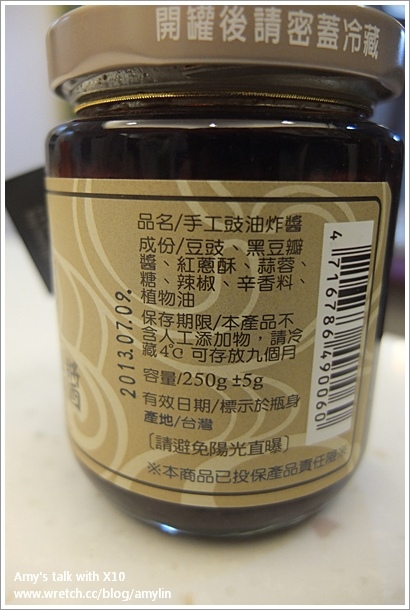 開罐後請密蓋冷藏
品名/手工豉油炸醬
成份/豆豉、黑豆瓣
醬、紅蔥酥、蒜蓉、
糖、辣椒、辛香料、
植物油
保存期限/本產品不
含人工添加物，請冷
藏4℃ 可存放九個月
容量/250g ±5g
有效日期/標示於瓶身
產地/台灣
〔請避免陽光直曝〕
※本商品已投保產品責任險※
2013.07.09.
4716786490060
醬
Amy's talk with X10
www.wretch.cc/blog/amylin